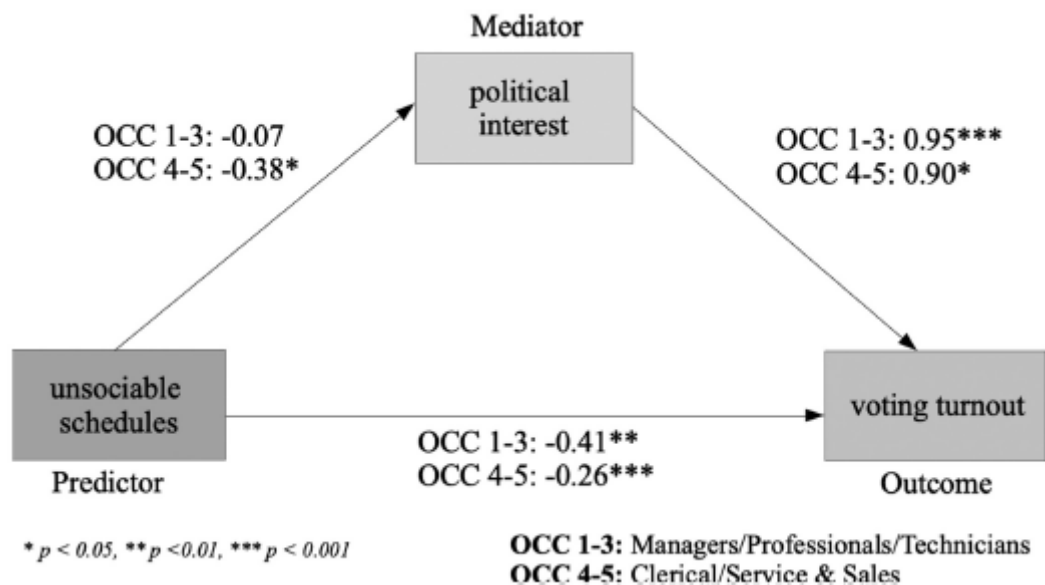 Mediator
political
interest
OCC 1-3: -0.07
OCC 4-5: -0.38*
OCC 1-3: 0.95***
OCC 4-5: 0.90*
unsociable
schedules
voting turnout
OCC 1-3: -0.41**
OCC 4-5: -0.26***
Predictor
Outcome
* p < 0.05, ** p <0.01, *** p < 0.001
OCC 1-3: Managers/Professionals/Technicians
OCC 4-5: Clerical/Service & Sales